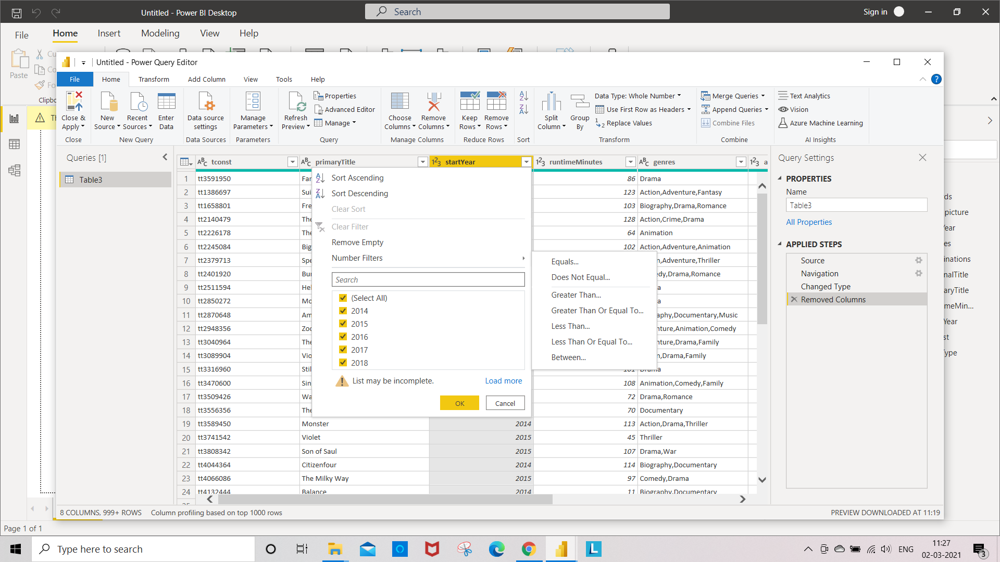 Untitled - Power BI Desktop
Search
Sign in
File
Home
Insert
Modeling
View
Help
Paste
Untitled - Power Query Editor
File
Home
Transform
Add Column
View
Tools
Help
Close & Apply
New Source
Recent Sources
Enter Data
Data source settings
Manage Parameters
Refresh Preview
Properties
Advanced Editor
Manage
Choose Columns
Remove Columns
Keep Rows
Remove Rows
Split Column
Group By
Data Type: Whole Number
Use First Row as Headers
Replace Values
Merge Queries
Append Queries
Combine Files
Text Analytics
Vision
Azure Machine Learning
Close
New Query
Data Sources
Parameters
Query
Manage Columns
Reduce Rows
Sort
Transform
Combine
AI Insights
Queries [1]
Table3
tconst
primaryTitle
startYear
runtimeMinutes
genres
1 tt3591950 Far 86 Drama
2 tt1386697 Sui 123 Action,Adventure,Fantasy
3 tt1658801 Fre 103 Biography,Drama,Romance
4 tt2140479 The 128 Action,Crime,Drama
5 tt2226178 The 64 Animation
6 tt2245084 Big 102 Action,Adventure,Animation
7 tt2379713 Spe n,Adventure,Thriller
8 tt2401920 Bur edy,Drama,Romance
9 tt2511594 Hel a
10 tt2850272 Mo a
11 tt2870648 Am aphy,Documentary,Music
12 tt2948356 Zoo nture,Animation,Comedy
13 tt3040964 The nture,Drama,Family
14 tt3089904 Vio n,Drama,Family
15 tt3316960 Stil 101 Drama
16 tt3470600 Sin 108 Animation,Comedy,Family
17 tt3509426 Wa 72 Drama,Romance
18 tt3556356 The 70 Documentary
19 tt3589450 Monster 2014 113 Action,Drama,Thriller
20 tt3741542 Violet 2015 45 Thriller
21 tt3808342 Son of Saul 2015 107 Drama,War
22 tt4044364 Citizenfour 2014 114 Biography,Documentary
23 tt4066086 The Milky Way 2015 97 Comedy,Drama
24 tt4132444 Balance 2014 11 Biography,Documentary
Sort Ascending
Sort Descending
Clear Sort
Clear Filter
Remove Empty
Number Filters
Search
(Select All)
2014
2015
2016
2017
2018
List may be incomplete.
Load more
OK
Cancel
Equals...
Does Not Equal...
Greater Than...
Greater Than Or Equal To...
Less Than...
Less Than Or Equal To...
Between...
Query Settings
PROPERTIES
Name
Table3
All Properties
APPLIED STEPS
Source
Navigation
Changed Type
Removed Columns
ds
picture
ear
es
inations
nalTitle
aryTitle
meMin...
Year
st
ype
8 COLUMNS, 999+ ROWS
Column profiling based on top 1000 rows
PREVIEW DOWNLOADED AT 11:19
Page 1 of 1
Type here to search
ENG
11:27
02-03-2021
3